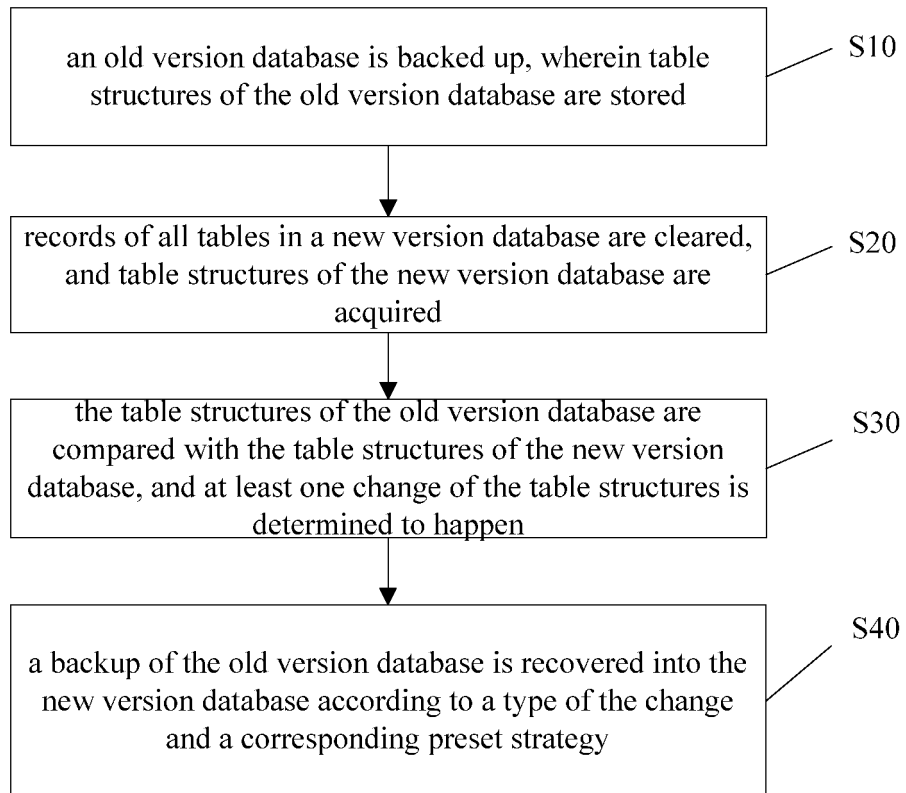 an old version database is backed up, wherein table
structures of the old version database are stored
S10
records of all tables in a new version database are cleared,
and table structures of the new version database are
acquired
S20
the table structures of the old version database are
compared with the table structures of the new version
database, and at least one change of the table structures is
determined to happen
S30
a backup of the old version database is recovered into the
new version database according to a type of the change
and a corresponding preset strategy
S40